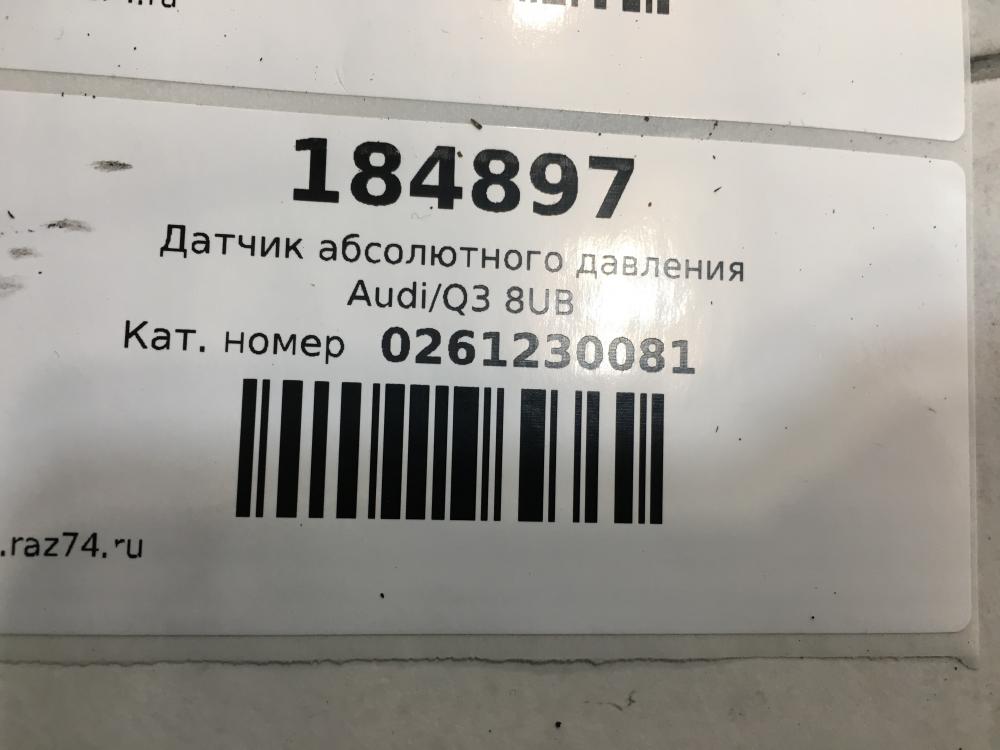 184897
Датчик абсолютного давления
Audi/Q3 8UB
Кат. номер 0261230081
.raz74.ru